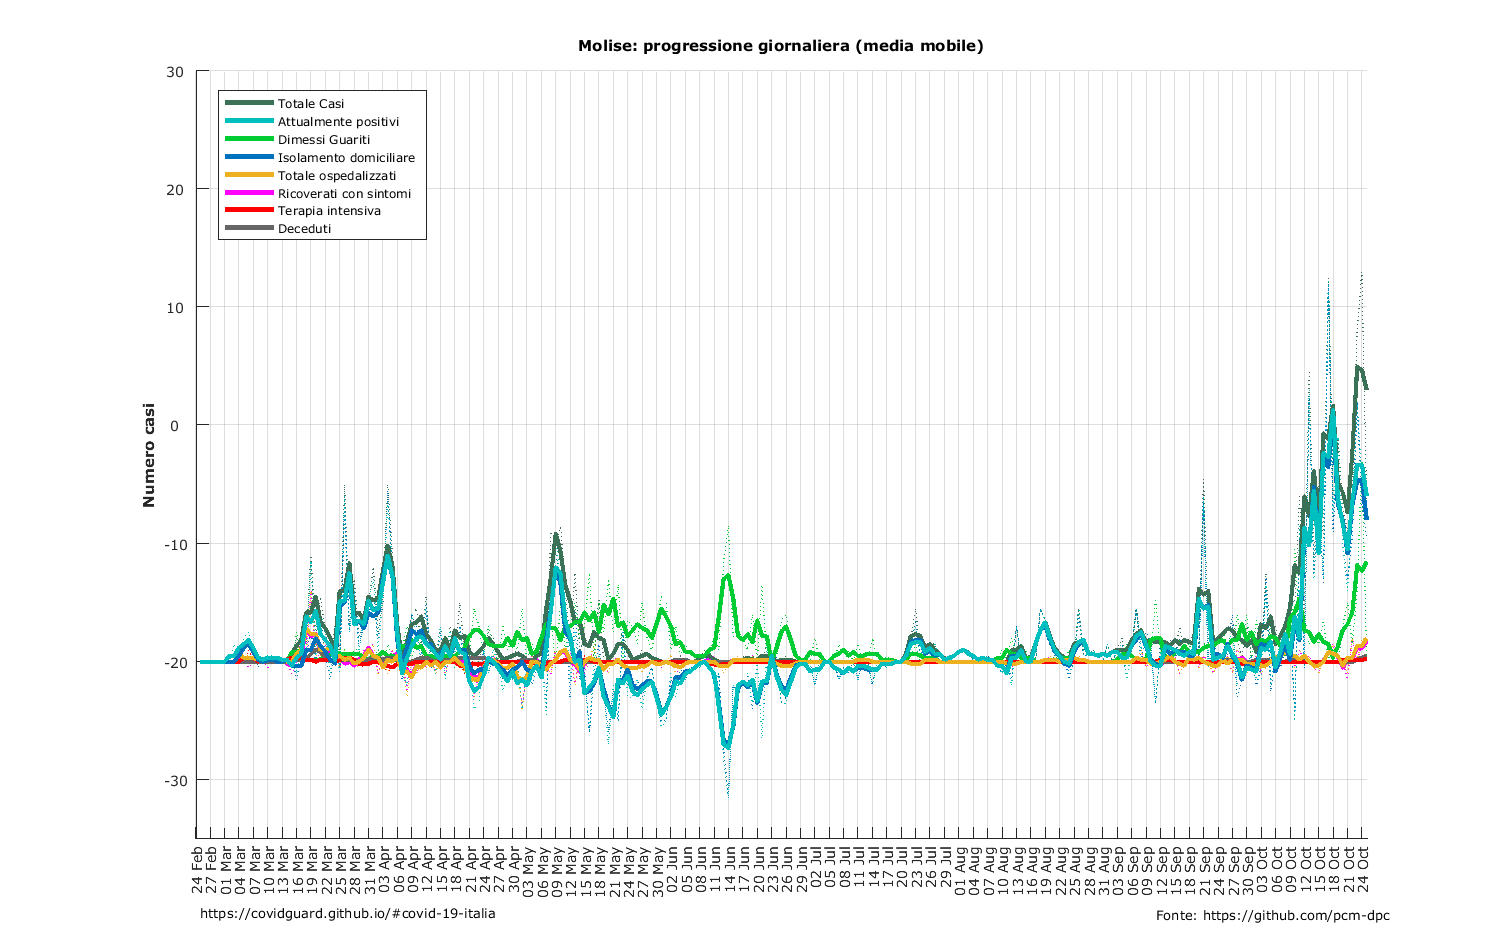 Molise: progressione giornaliera (media mobile)
30
20
10
0
-10
-20
-30
Numero casi
Totale Casi
Attualmente positivi
Dimessi Guariti
Isolamento domiciliare
Totale ospedalizzati
Ricoverati con sintomi
Terapia intensiva
Deceduti
24 Feb
27 Feb
01 Mar
04 Mar
07 Mar
10 Mar
13 Mar
16 Mar
19 Mar
22 Mar
25 Mar
28 Mar
31 Mar
03 Apr
06 Apr
09 Apr
12 Apr
15 Apr
18 Apr
21 Apr
24 Apr
27 Apr
30 Apr
03 May
06 May
09 May
12 May
15 May
18 May
21 May
24 May
27 May
30 May
02 Jun
05 Jun
08 Jun
11 Jun
14 Jun
17 Jun
20 Jun
23 Jun
26 Jun
29 Jun
02 Jul
05 Jul
08 Jul
11 Jul
14 Jul
17 Jul
20 Jul
23 Jul
26 Jul
29 Jul
01 Aug
04 Aug
07 Aug
10 Aug
13 Aug
16 Aug
19 Aug
22 Aug
25 Aug
28 Aug
31 Aug
03 Sep
06 Sep
09 Sep
12 Sep
15 Sep
18 Sep
21 Sep
24 Sep
27 Sep
30 Sep
03 Oct
06 Oct
09 Oct
12 Oct
15 Oct
18 Oct
21 Oct
24 Oct
https://covidguard.github.io/#covid-19-italia
Fonte: https://github.com/pcm-dpc